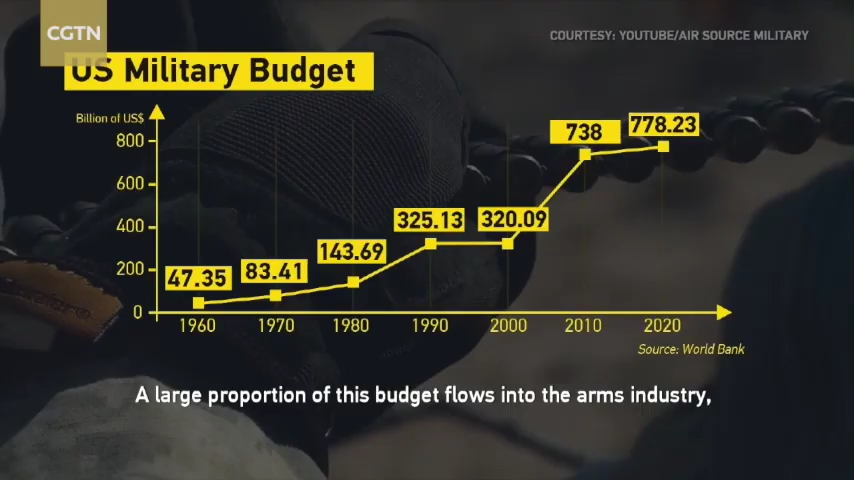 CGTN
COURTESY: YOUTUBE/AIR SOURCE MILITARY
US Military Budget
Billion of US$
800
600
400
200
0
47.35
83.41
143.69
325.13
320.09
738
778.23
1960 1970 1980 1990 2000 2010 2020
Source: World Bank
A large proportion of this budget flows into the arms industry,